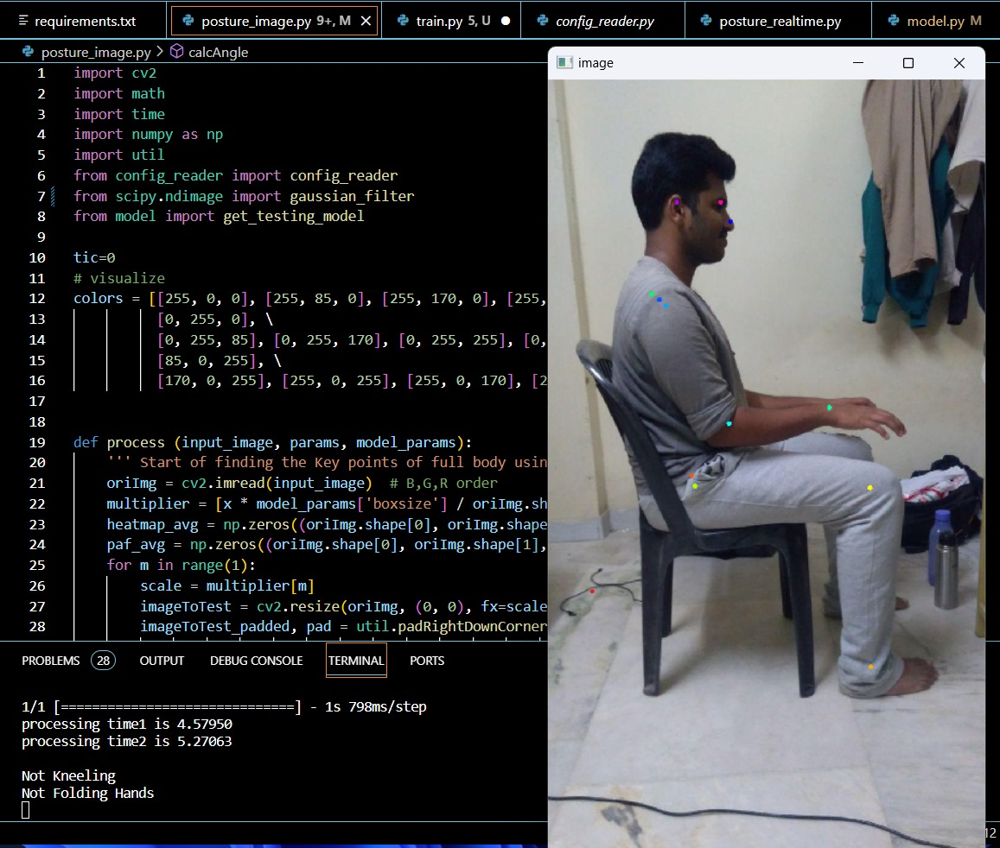 requirements.txt posture_image.py 9+, M train.py 5, U config_reader.py posture_realtime.py model.py M
posture_image.py > calcAngle
image
1 import cv2
2 import math
3 import time
4 import numpy as np
5 import util
6 from config_reader import config_reader
7 from scipy.ndimage import gaussian_filter
8 from model import get_testing_model
9
10 tic=0
11 # visualize
12 colors = [[255, 0, 0], [255, 85, 0], [255, 170, 0], [255,
13 [0, 255, 0], \
14 [0, 255, 85], [0, 255, 170], [0, 255, 255], [0,
15 [85, 0, 255], \
16 [170, 0, 255], [255, 0, 255], [255, 0, 170], [2
17
18
19 def process (input_image, params, model_params):
20 ''' Start of finding the Key points of full body usin
21 oriImg = cv2.imread(input_image) # B,G,R order
22 multiplier = [x * model_params['boxsize'] / oriImg.sh
23 heatmap_avg = np.zeros((oriImg.shape[0], oriImg.shape
24 paf_avg = np.zeros((oriImg.shape[0], oriImg.shape[1],
25 for m in range(1):
26 scale = multiplier[m]
27 imageToTest = cv2.resize(oriImg, (0, 0), fx=scale
28 imageToTest_padded, pad = util.padRightDownCorner
PROBLEMS 28 OUTPUT DEBUG CONSOLE TERMINAL PORTS
1/1 [==============================] - 1s 798ms/step
processing time1 is 4.57950
processing time2 is 5.27063
Not Kneeling
Not Folding Hands
12